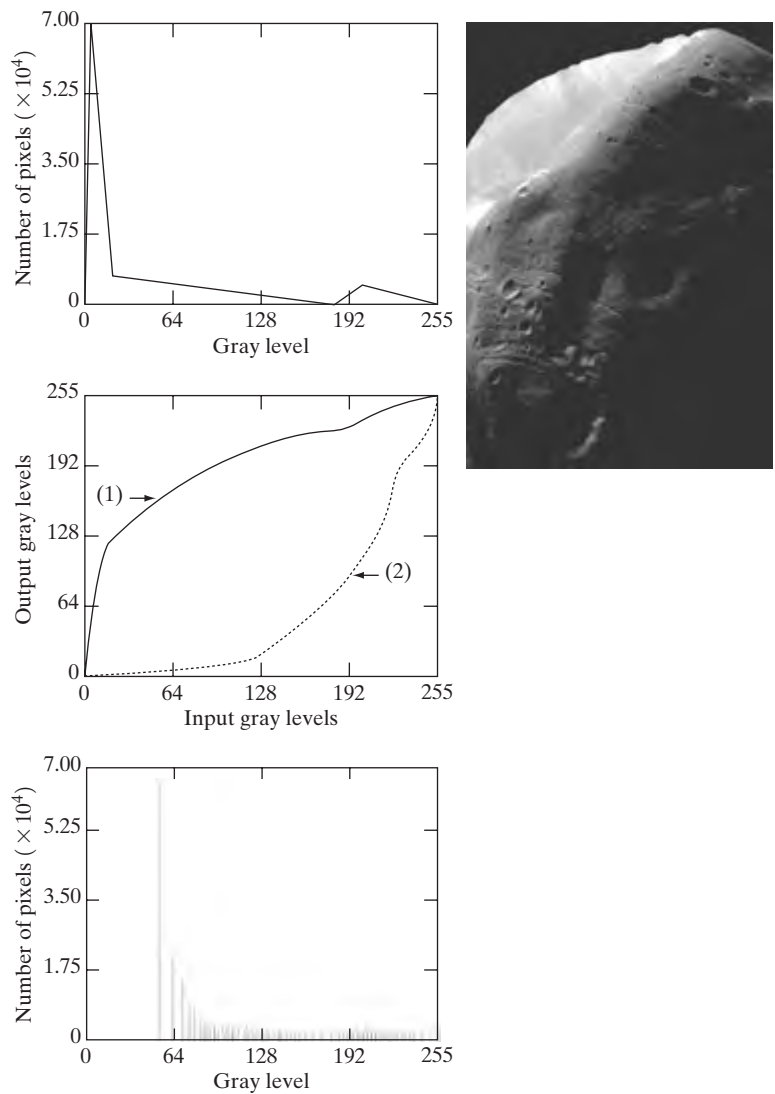 7.00
5.25
3.50
1.75
0
Number of pixels ( × 10⁴)
0 64 128 192 255
Gray level
255
192
128
64
0
Output gray levels
(1)
(2)
0 64 128 192 255
Input gray levels
7.00
5.25
3.50
1.75
0
Number of pixels ( × 10⁴)
0 64 128 192 255
Gray level